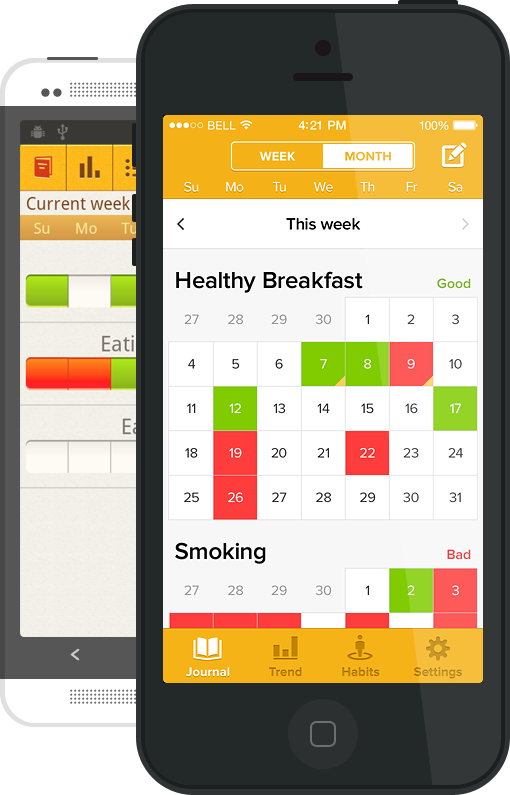 BELL 4:21 PM 100%
WEEK MONTH
Su Mo Tu We Th Fr Sa
This week
Healthy Breakfast Good
27 28 29 30 1 2 3
4 5 6 7 8 9 10
11 12 13 14 15 16 17
18 19 20 21 22 23 24
25 26 27 28 29 30 31
Smoking Bad
27 28 29 30 1 2 3
Journal Trend Habits Settings
Current week
Su Mo Tu
Eati
Ea